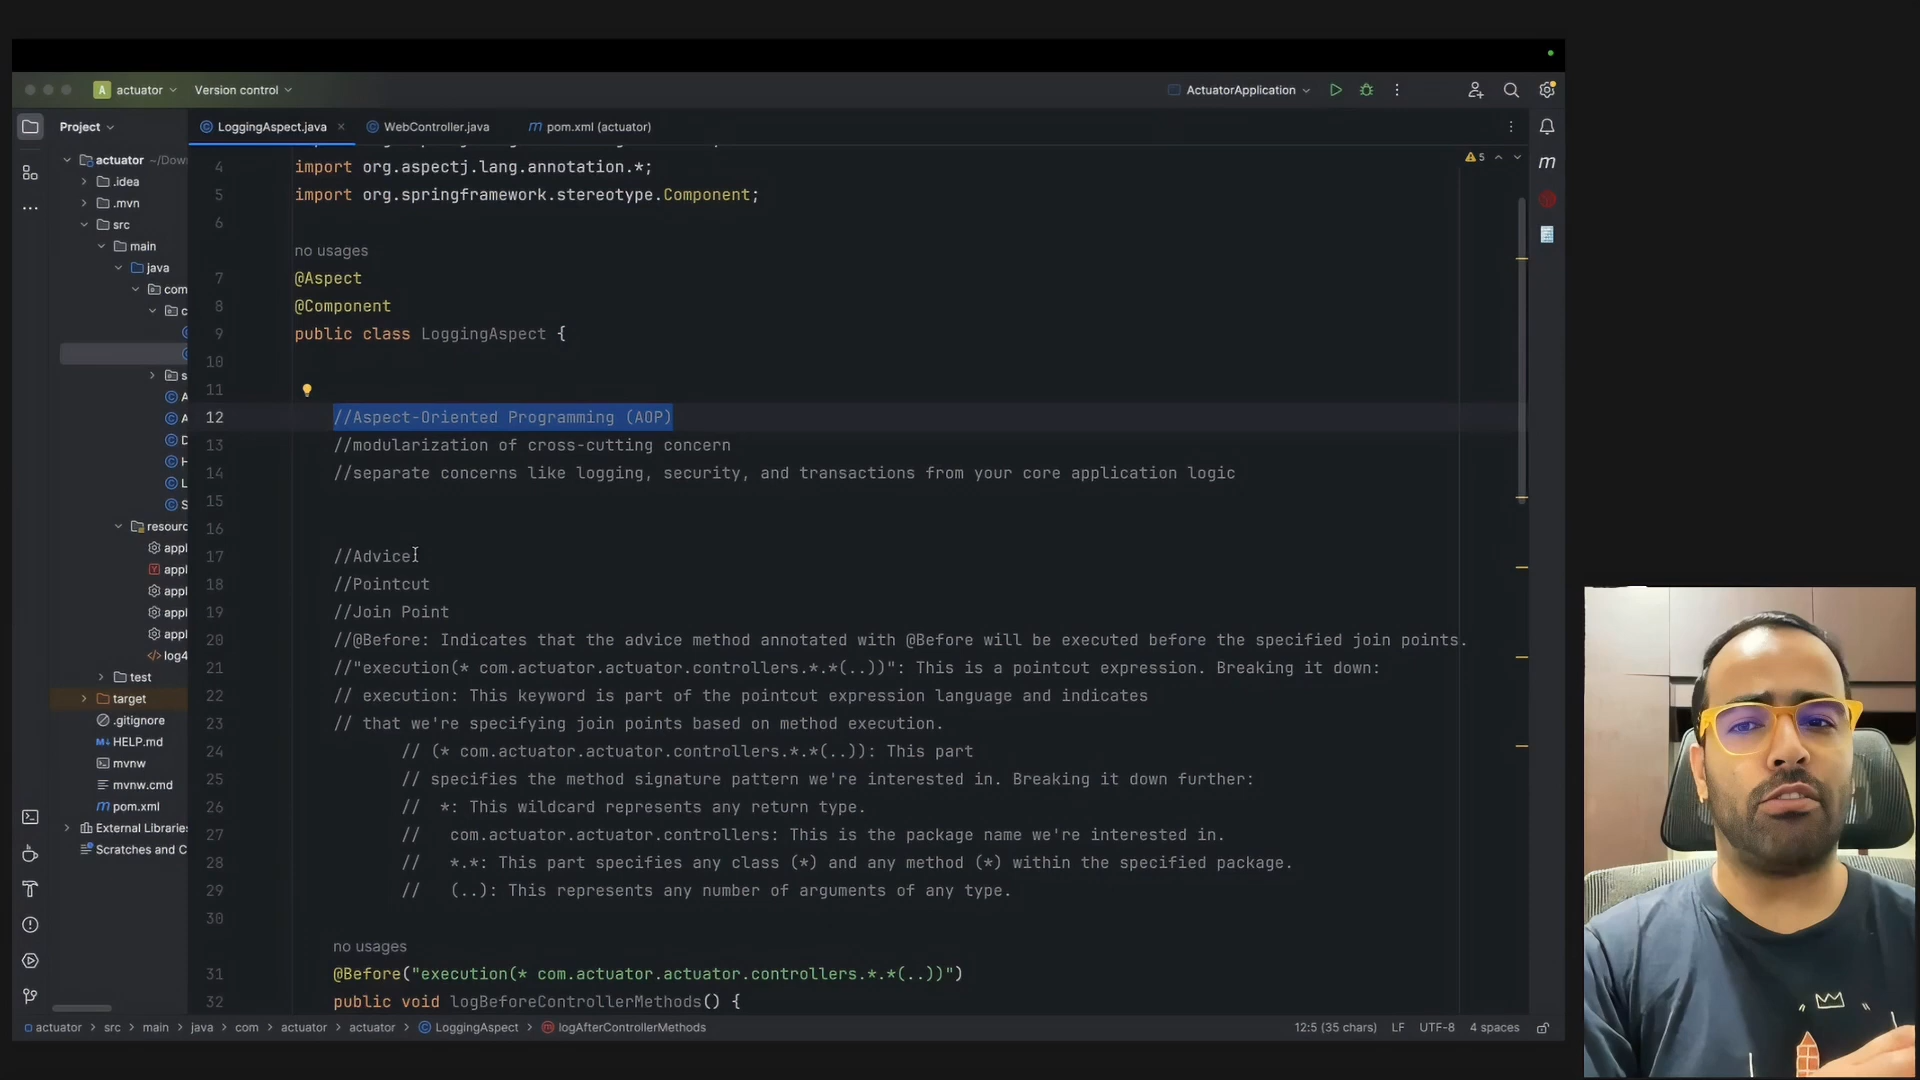 A actuator
Version control
ActuatorApplication
Project
LoggingAspect.java
WebController.java
pom.xml (actuator)
5
4 import org.aspectj.lang.annotation.*;
5 import org.springframework.stereotype.Component;
6
no usages
7 @Aspect
8 @Component
9 public class LoggingAspect {
10
11
12 //Aspect-Oriented Programming (AOP)
13 //modularization of cross-cutting concern
14 //separate concerns like logging, security, and transactions from your core application logic
15
16
17 //Advice
18 //Pointcut
19 //Join Point
20 //@Before: Indicates that the advice method annotated with @Before will be executed before the specified join points.
21 //"execution(* com.actuator.actuator.controllers.*.*(..))": This is a pointcut expression. Breaking it down:
22 // execution: This keyword is part of the pointcut expression language and indicates
23 // that we're specifying join points based on method execution.
24 // (* com.actuator.actuator.controllers.*.*(..)): This part
25 // specifies the method signature pattern we're interested in. Breaking it down further:
26 // *: This wildcard represents any return type.
27 // com.actuator.actuator.controllers: This is the package name we're interested in.
28 // *.*: This part specifies any class (*) and any method (*) within the specified package.
29 // (..): This represents any number of arguments of any type.
30
no usages
31 @Before("execution(* com.actuator.actuator.controllers.*.*(..))")
32 public void logBeforeControllerMethods() {
actuator ~/Dow
.idea
.mvn
src
main
java
com
c
s
A
A
D
H
L
S
resourc
appl
appl
appl
appl
appl
log4
test
target
.gitignore
HELP.md
mvnw
mvnw.cmd
pom.xml
External Libraries
Scratches and C
actuator > src > main > java > com > actuator > actuator > LoggingAspect > logAfterControllerMethods
12:5 (35 chars) LF UTF-8 4 spaces